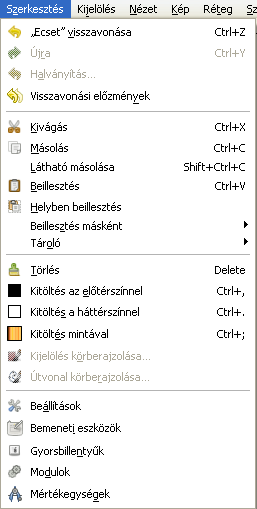 Szerkesztés Kijelölés Nézet Kép Réteg S
„Ecset” visszavonása Ctrl+Z
Újra Ctrl+Y
Halványítás...
Visszavonási előzmények
Kivágás Ctrl+X
Másolás Ctrl+C
Látható másolása Shift+Ctrl+C
Beillesztés Ctrl+V
Helyben beillesztés
Beillesztés másként
Tároló
Törlés Delete
Kitöltés az előtérszínnel Ctrl+,
Kitöltés a háttérszínnel Ctrl+.
Kitöltés mintával Ctrl+;
Kijelölés körberajzolása...
Útvonal körberajzolása...
Beállítások
Bemeneti eszközök
Gyorsbillentyűk
Modulok
Mértékegységek